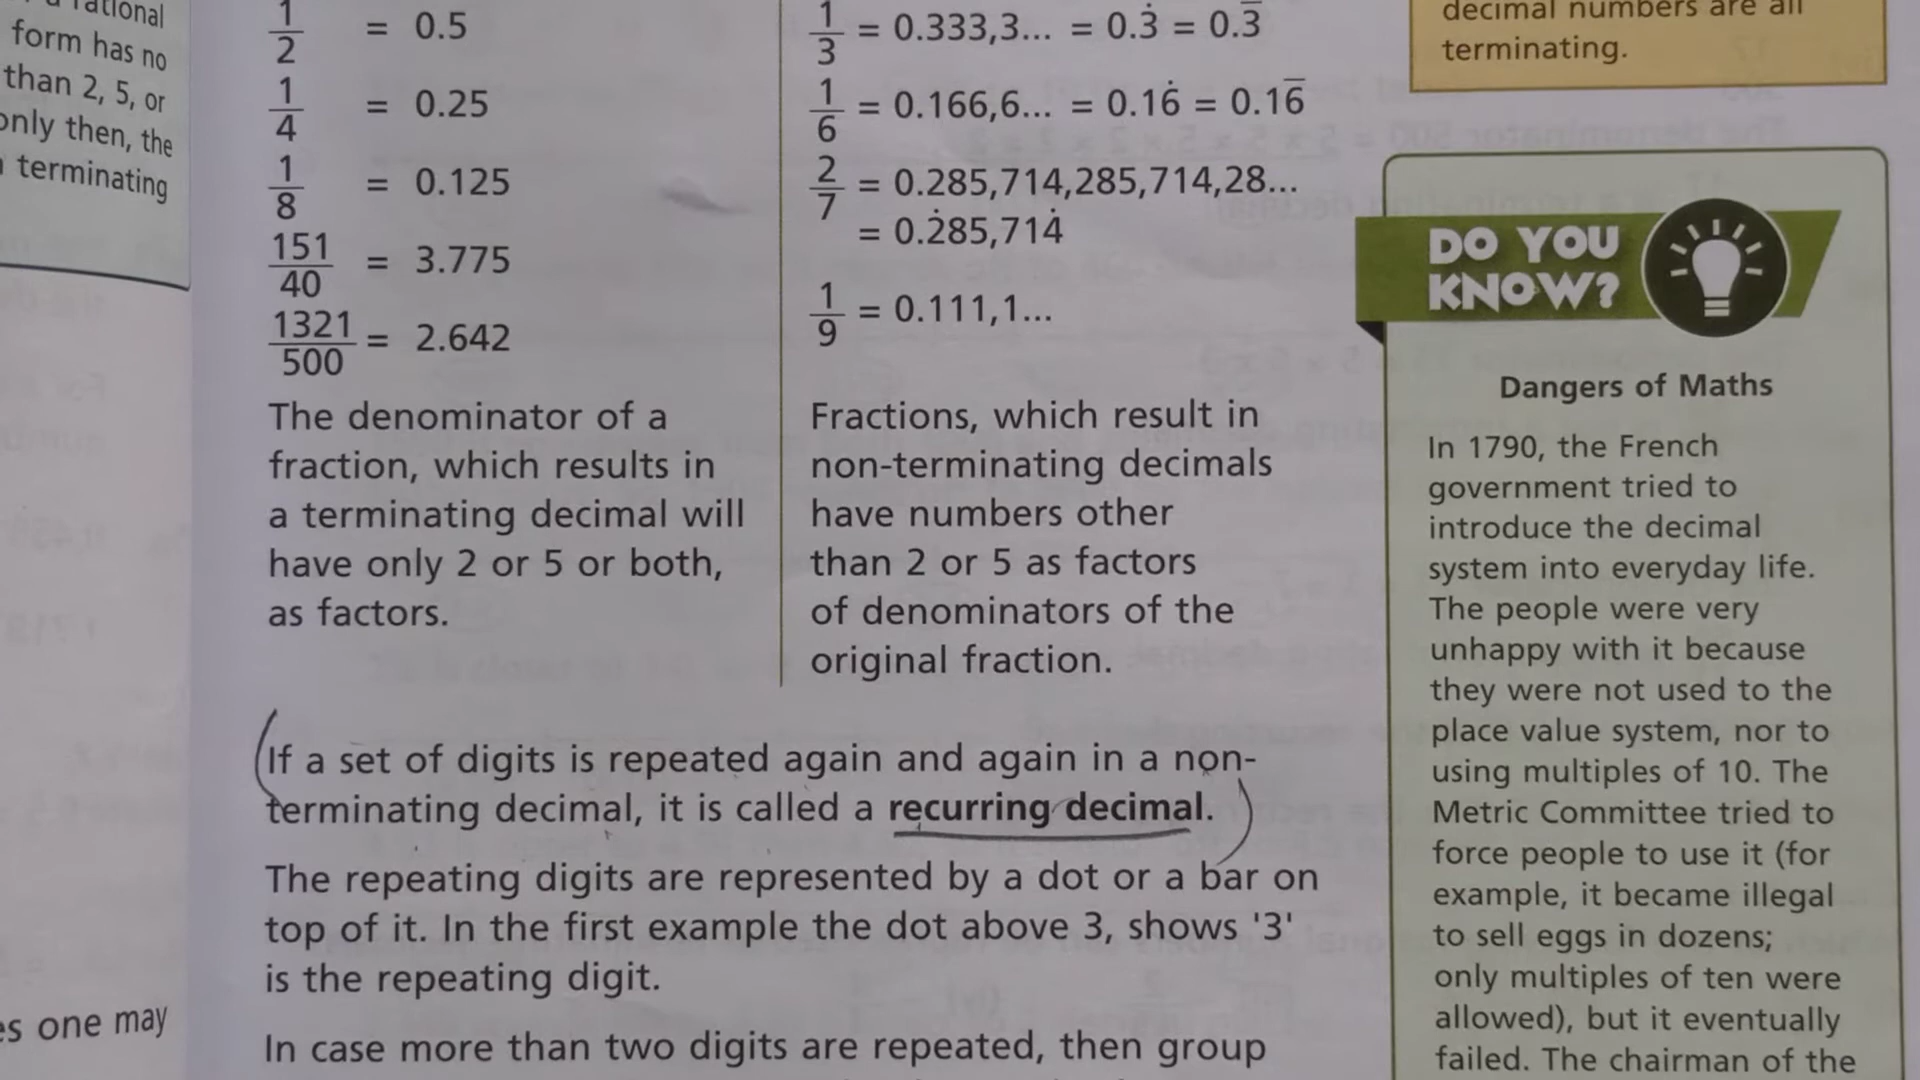 rational
form has no
than 2, 5, or
only then, the
terminating
es one may
1/2 = 0.5
1/4 = 0.25
1/8 = 0.125
151/40 = 3.775
1321/500 = 2.642
The denominator of a
fraction, which results in
a terminating decimal will
have only 2 or 5 or both,
as factors.
1/3 = 0.333,3... = 0.3̇ = 0.3̅
1/6 = 0.166,6... = 0.16̇ = 0.16̅
2/7 = 0.285,714,285,714,28...
= 0.2̇85,714̇
1/9 = 0.111,1...
Fractions, which result in
non-terminating decimals
have numbers other
than 2 or 5 as factors
of denominators of the
original fraction.
If a set of digits is repeated again and again in a non-
terminating decimal, it is called a recurring decimal.
The repeating digits are represented by a dot or a bar on
top of it. In the first example the dot above 3, shows '3'
is the repeating digit.
In case more than two digits are repeated, then group
decimal numbers are all
terminating.
DO YOU
KNOW?
Dangers of Maths
In 1790, the French
government tried to
introduce the decimal
system into everyday life.
The people were very
unhappy with it because
they were not used to the
place value system, nor to
using multiples of 10. The
Metric Committee tried to
force people to use it (for
example, it became illegal
to sell eggs in dozens;
only multiples of ten were
allowed), but it eventually
failed. The chairman of the